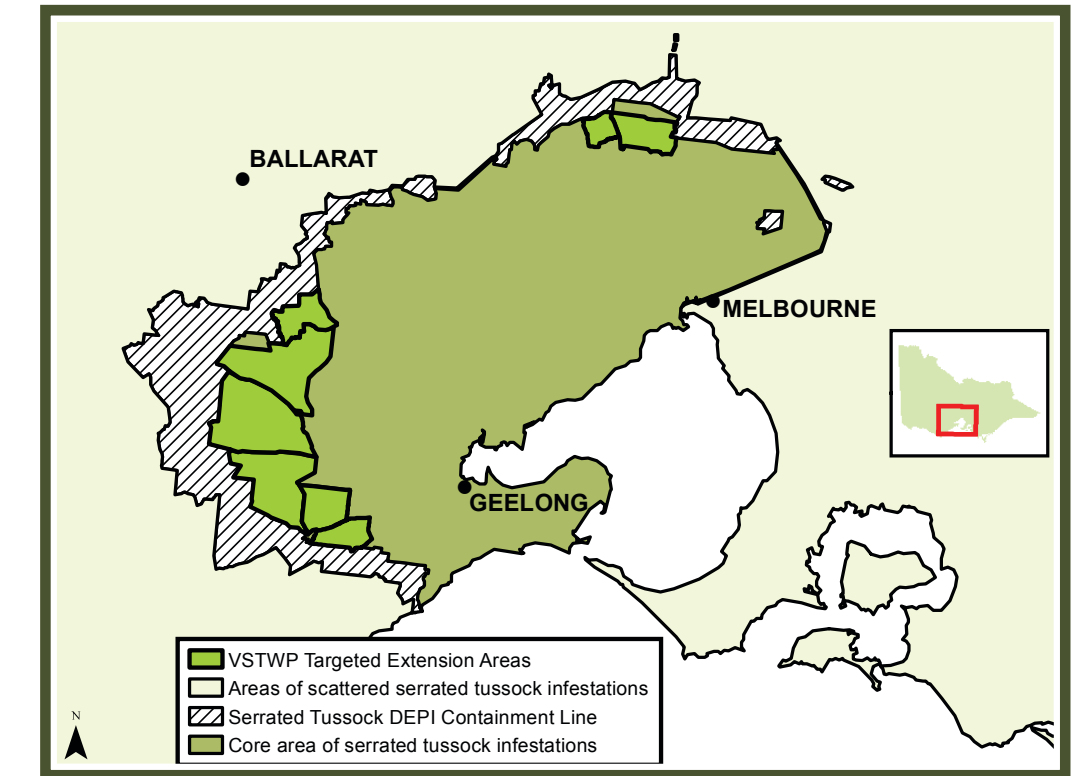 BALLARAT
MELBOURNE
GEELONG
VSTWP Targeted Extension Areas
Areas of scattered serrated tussock infestations
Serrated Tussock DEPI Containment Line
Core area of serrated tussock infestations
N